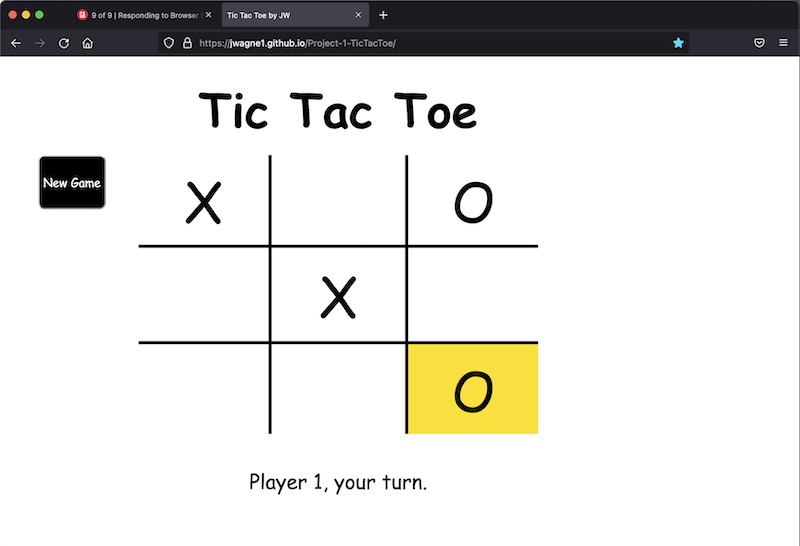 9 of 9 | Responding to Browser
Tic Tac Toe by JW
https://jwagne1.github.io/Project-1-TicTacToe/
Tic Tac Toe
New Game
X O
X
O
Player 1, your turn.